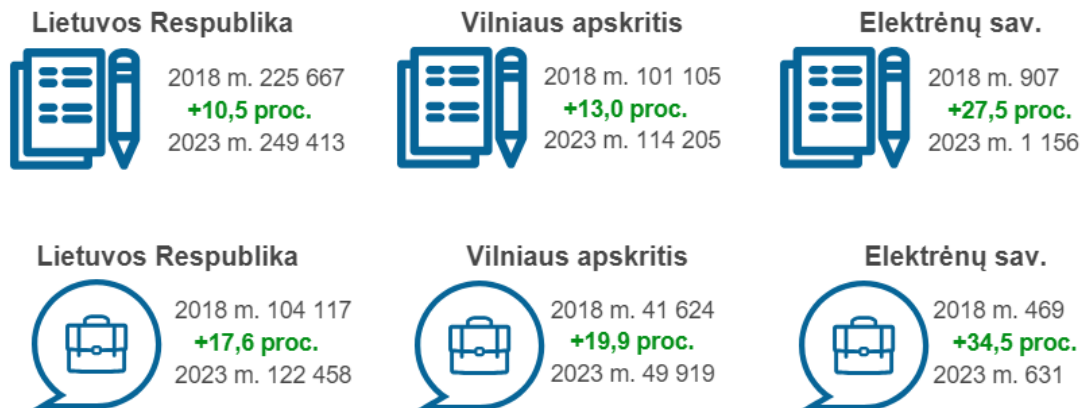 Lietuvos Respublika
2018 m. 225 667
+10,5 proc.
2023 m. 249 413
Vilniaus apskritis
2018 m. 101 105
+13,0 proc.
2023 m. 114 205
Elektrėnų sav.
2018 m. 907
+27,5 proc.
2023 m. 1 156
Lietuvos Respublika
2018 m. 104 117
+17,6 proc.
2023 m. 122 458
Vilniaus apskritis
2018 m. 41 624
+19,9 proc.
2023 m. 49 919
Elektrėnų sav.
2018 m. 469
+34,5 proc.
2023 m. 631